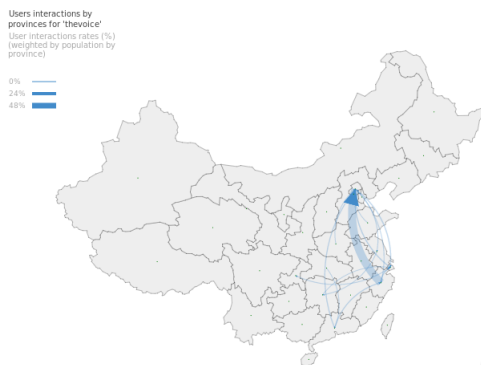 Users interactions by
provinces for 'thevoice'
User interactions rates (%)
(weighted by population by
province)
0%
24%
48%